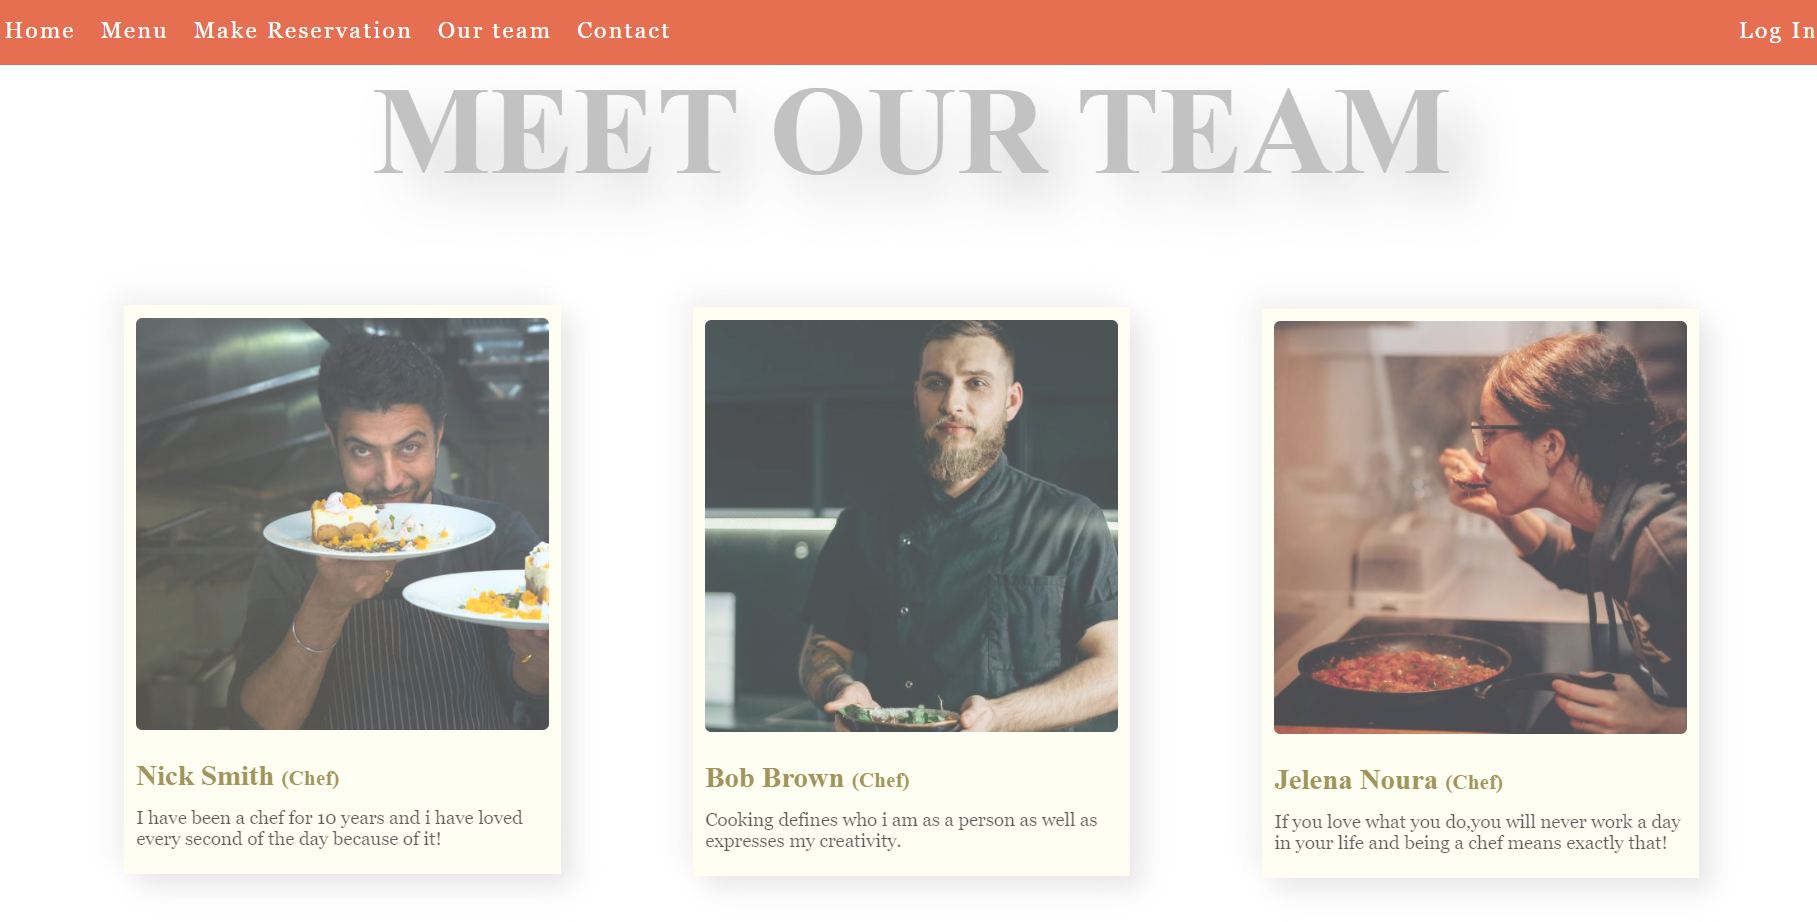 Home Menu Make Reservation Our team Contact Log In
MEET OUR TEAM
Nick Smith (Chef)
I have been a chef for 10 years and i have loved
every second of the day because of it!
Bob Brown (Chef)
Cooking defines who i am as a person as well as
expresses my creativity.
Jelena Noura (Chef)
If you love what you do,you will never work a day
in your life and being a chef means exactly that!